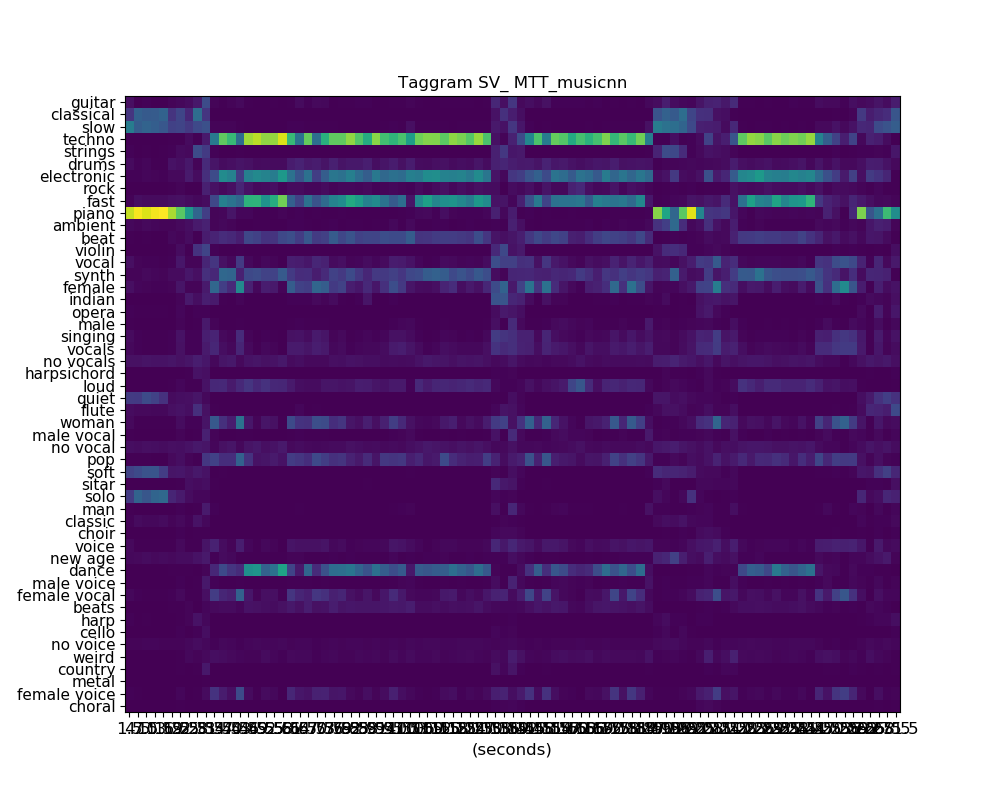 Taggram SV_ MTT_musicnn
guitar
classical
slow
techno
strings
drums
electronic
rock
fast
piano
ambient
beat
violin
vocal
synth
female
indian
opera
male
singing
vocals
no vocals
harpsichord
loud
quiet
flute
woman
male vocal
no vocal
pop
soft
sitar
solo
man
classic
choir
voice
new age
dance
male voice
female vocal
beats
harp
cello
no voice
weird
country
metal
female voice
choral
(seconds)